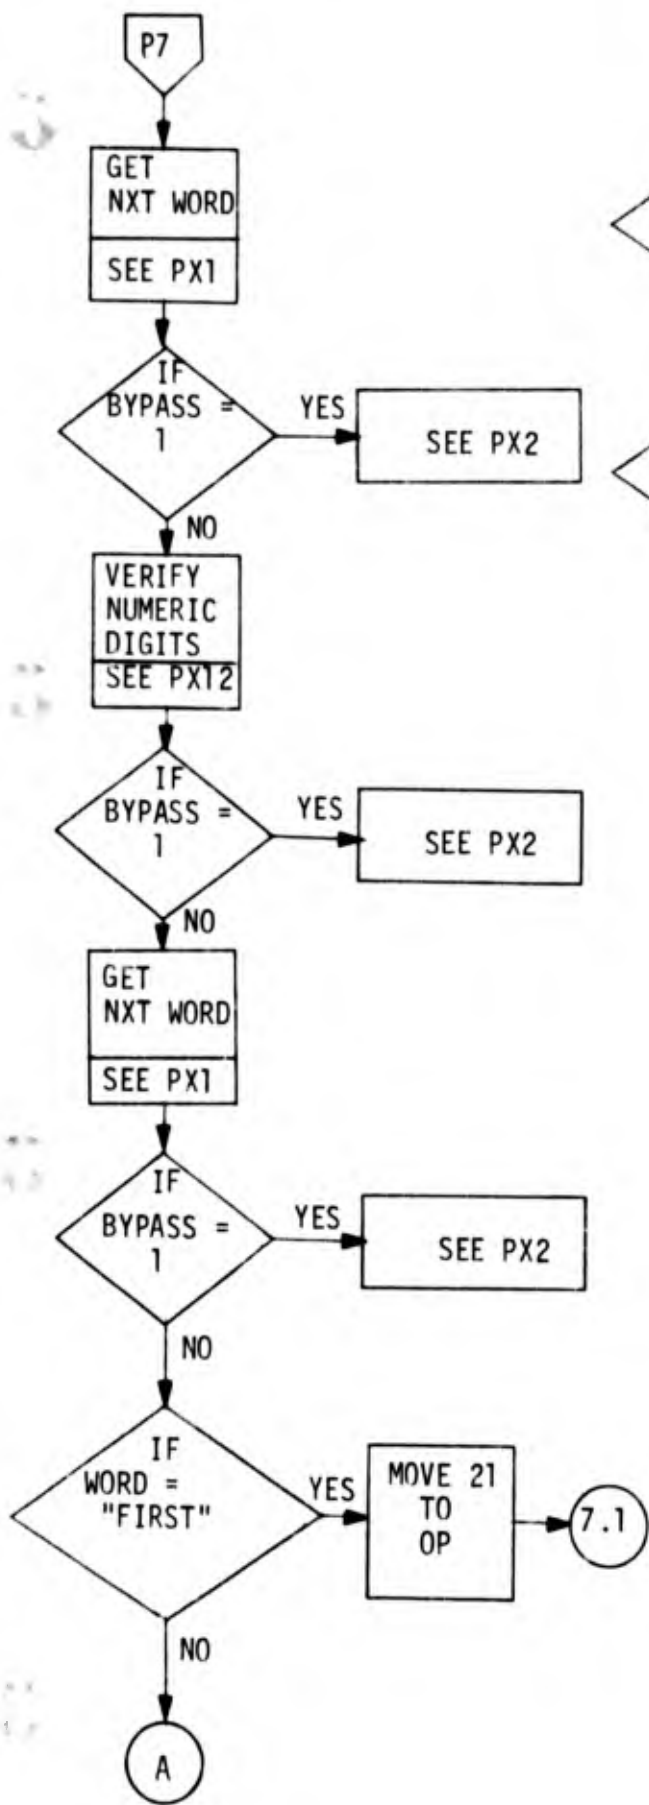 P7
GET
NXT WORD
SEE PX1
IF
BYPASS =
1
YES
SEE PX2
NO
VERIFY
NUMERIC
DIGITS
SEE PX12
IF
BYPASS =
1
YES
SEE PX2
NO
GET
NXT WORD
SEE PX1
IF
BYPASS =
1
YES
SEE PX2
NO
IF
WORD =
"FIRST"
YES
MOVE 21
TO
OP
7.1
NO
A